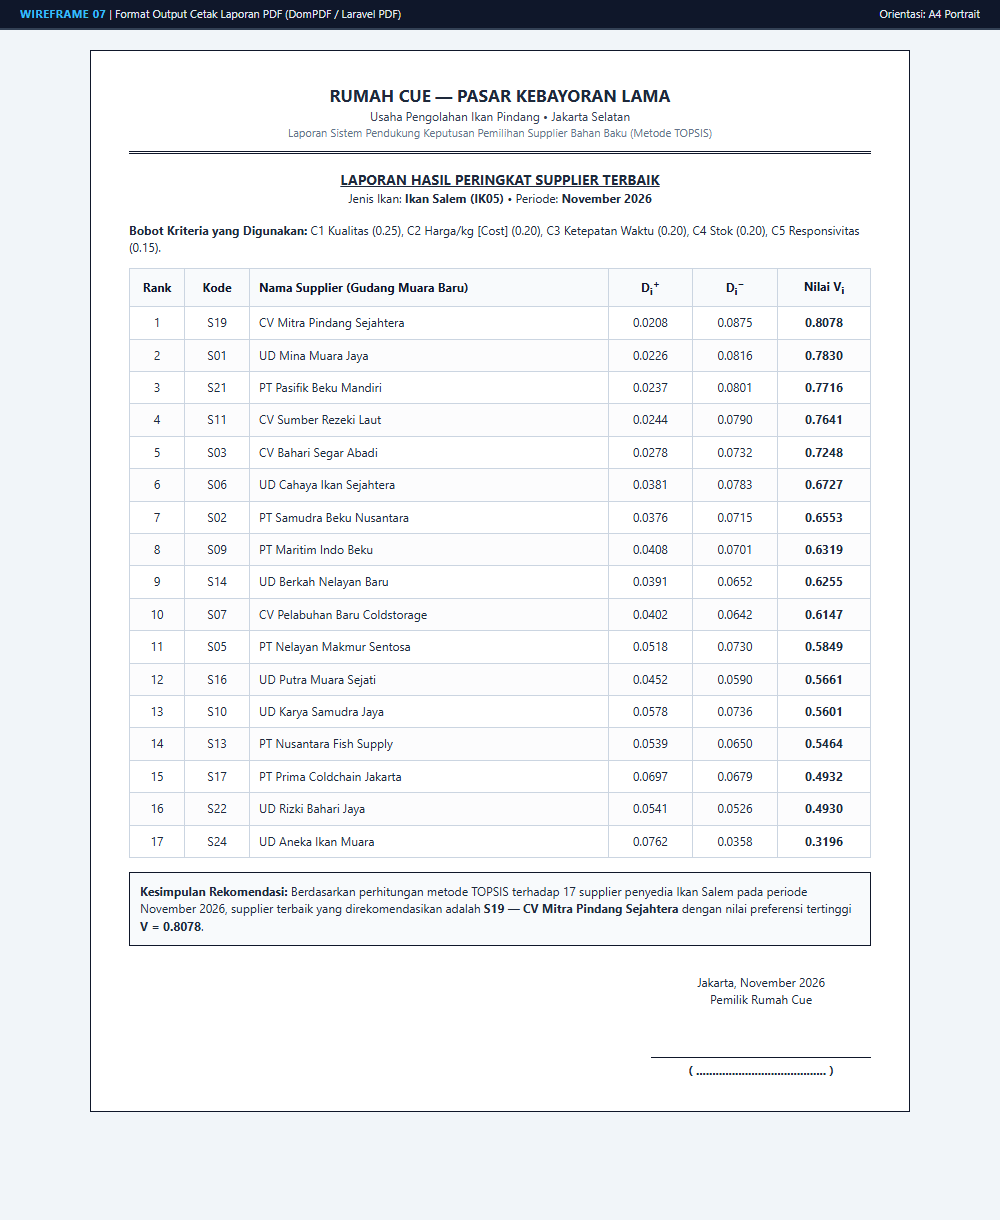 WIREFRAME 07 | Format Output Cetak Laporan PDF (DomPDF / Laravel PDF)
Orientasi: A4 Portrait
RUMAH CUE — PASAR KEBAYORAN LAMA
Usaha Pengolahan Ikan Pindang • Jakarta Selatan
Laporan Sistem Pendukung Keputusan Pemilihan Supplier Bahan Baku (Metode TOPSIS)
LAPORAN HASIL PERINGKAT SUPPLIER TERBAIK
Jenis Ikan: Ikan Salem (IK05) • Periode: November 2026
Bobot Kriteria yang Digunakan: C1 Kualitas (0.25), C2 Harga/kg [Cost] (0.20), C3 Ketepatan Waktu (0.20), C4 Stok (0.20), C5 Responsivitas
(0.15).
Rank Kode Nama Supplier (Gudang Muara Baru) Di+ Di− Nilai Vi
1 S19 CV Mitra Pindang Sejahtera 0.0208 0.0875 0.8078
2 S01 UD Mina Muara Jaya 0.0226 0.0816 0.7830
3 S21 PT Pasifik Beku Mandiri 0.0237 0.0801 0.7716
4 S11 CV Sumber Rezeki Laut 0.0244 0.0790 0.7641
5 S03 CV Bahari Segar Abadi 0.0278 0.0732 0.7248
6 S06 UD Cahaya Ikan Sejahtera 0.0381 0.0783 0.6727
7 S02 PT Samudra Beku Nusantara 0.0376 0.0715 0.6553
8 S09 PT Maritim Indo Beku 0.0408 0.0701 0.6319
9 S14 UD Berkah Nelayan Baru 0.0391 0.0652 0.6255
10 S07 CV Pelabuhan Baru Coldstorage 0.0402 0.0642 0.6147
11 S05 PT Nelayan Makmur Sentosa 0.0518 0.0730 0.5849
12 S16 UD Putra Muara Sejati 0.0452 0.0590 0.5661
13 S10 UD Karya Samudra Jaya 0.0578 0.0736 0.5601
14 S13 PT Nusantara Fish Supply 0.0539 0.0650 0.5464
15 S17 PT Prima Coldchain Jakarta 0.0697 0.0679 0.4932
16 S22 UD Rizki Bahari Jaya 0.0541 0.0526 0.4930
17 S24 UD Aneka Ikan Muara 0.0762 0.0358 0.3196
Kesimpulan Rekomendasi: Berdasarkan perhitungan metode TOPSIS terhadap 17 supplier penyedia Ikan Salem pada periode
November 2026, supplier terbaik yang direkomendasikan adalah S19 — CV Mitra Pindang Sejahtera dengan nilai preferensi tertinggi
V = 0.8078.
Jakarta, November 2026
Pemilik Rumah Cue
( ........................................ )